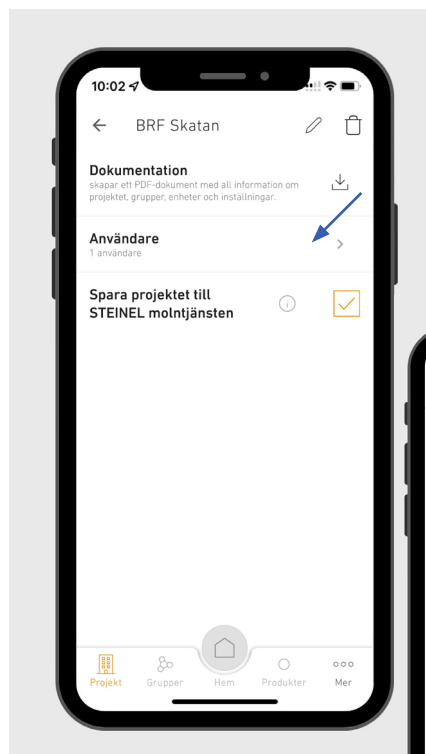 10:02
BRF Skatan
Dokumentation
skapar ett PDF-dokument med all information om
projektet, grupper, enheter och inställningar.
Användare
1 användare
Spara projektet till
STEINEL molntjänsten
Projekt
Grupper
Hem
Produkter
Mer